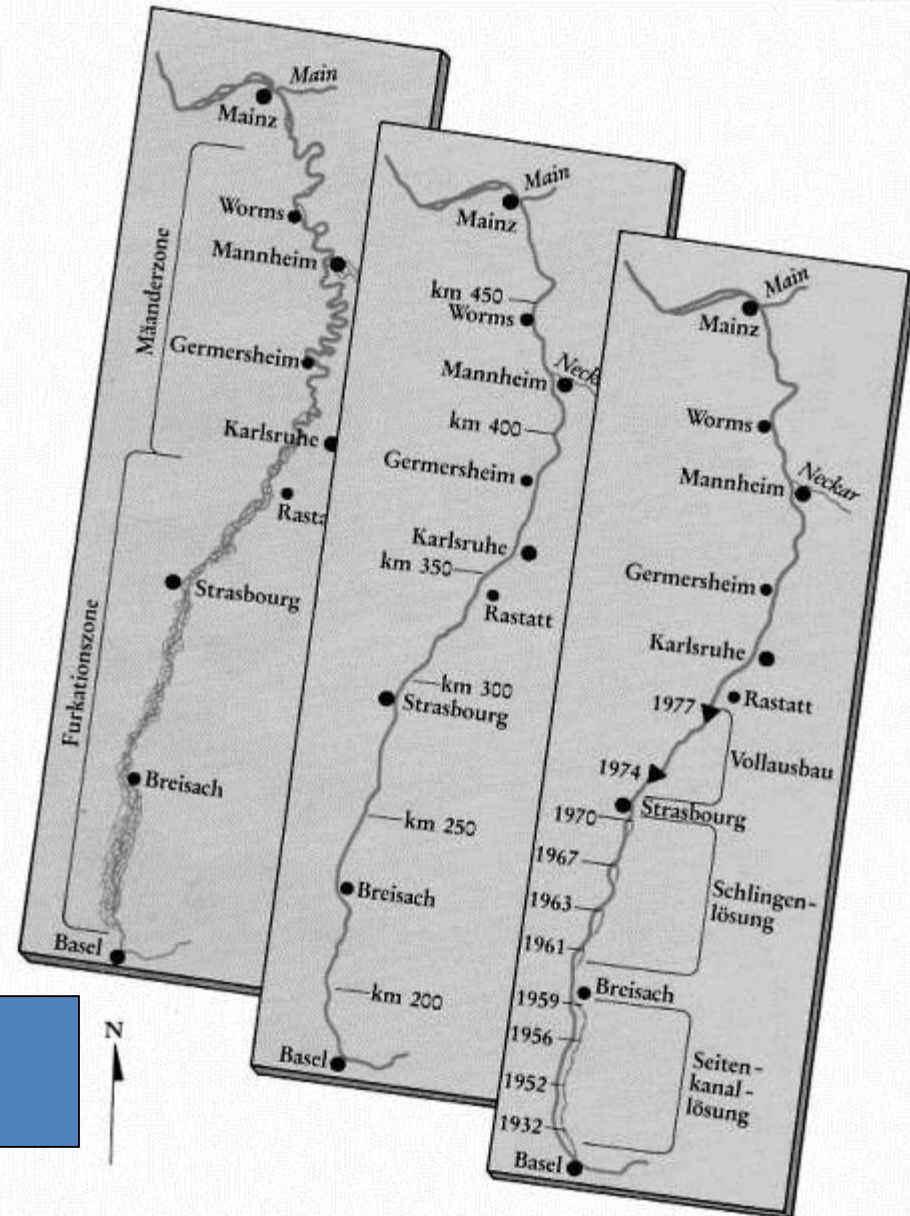 Main
Mainz
Worms
Mannheim
Mäanderzone
Germersheim
Karlsruhe
Rasta
Strasbourg
Furkationszone
Breisach
Basel
N
Main
Mainz
km 450
Worms
Neck
Mannheim
km 400
Germersheim
Karlsruhe
km 350
Rastatt
km 300
Strasbourg
km 250
Breisach
km 200
Basel
Main
Mainz
Worms
Neckar
Mannheim
Germersheim
Karlsruhe
Rastatt
1977
Vollausbau
1974
Strasbourg
1970
1967
Schlingen-
lösung
1963
1961
Breisach
1959
1956
Seiten-
kanal-
lösung
1952
1932
Basel